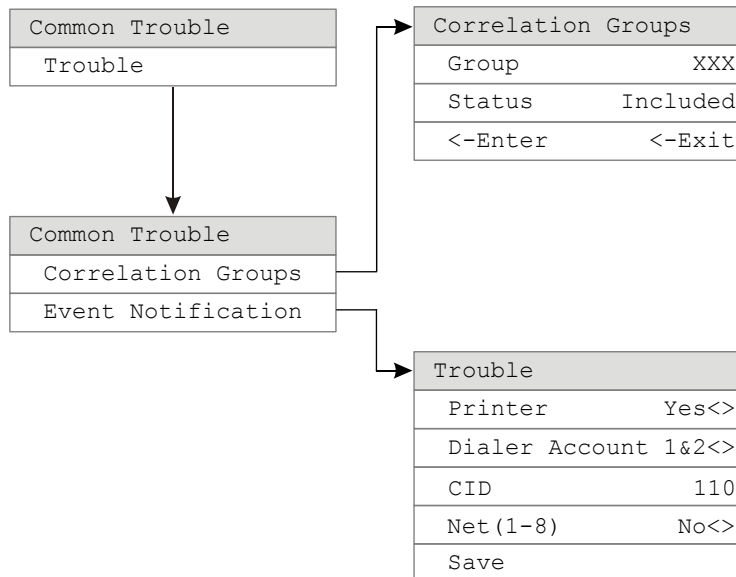 Common Trouble
Trouble
Common Trouble
Correlation Groups
Event Notification
Correlation Groups
Group XXX
Status Included
<-Enter <-Exit
Trouble
Printer Yes<>
Dialer Account 1&2<>
CID 110
Net(1-8) No<>
Save